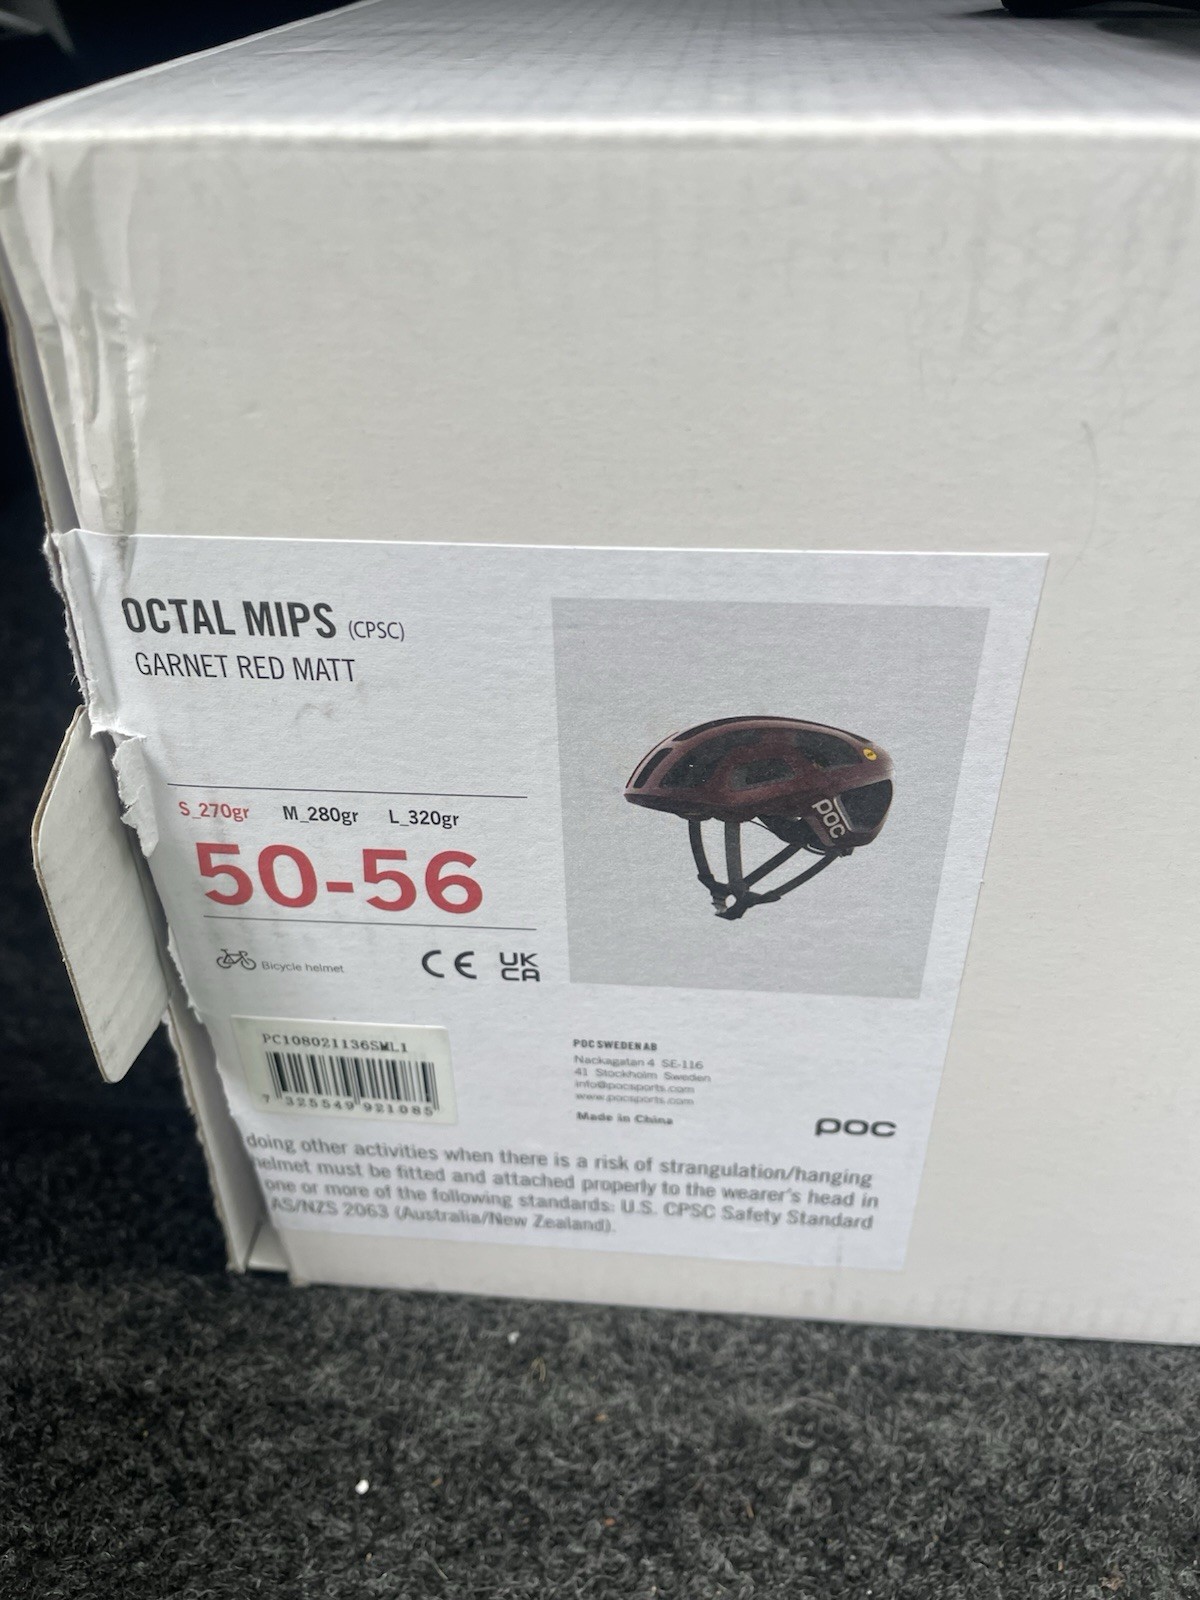 OCTAL MIPS (CPSC)
GARNET RED MATT
S_270gr M_280gr L_320gr
50-56
Bicycle helmet
CE UK CA
POC
PC108021136SML1
7 325549 921085
POC SWEDEN AB
Nackagatan 4 SE-116
41 Stockholm Sweden
info@pocsports.com
www.pocsports.com
Made in China
POC
doing other activities when there is a risk of strangulation/hanging
helmet must be fitted and attached properly to the wearer's head in
one or more of the following standards: U.S. CPSC Safety Standard
AS/NZS 2063 (Australia/New Zealand).